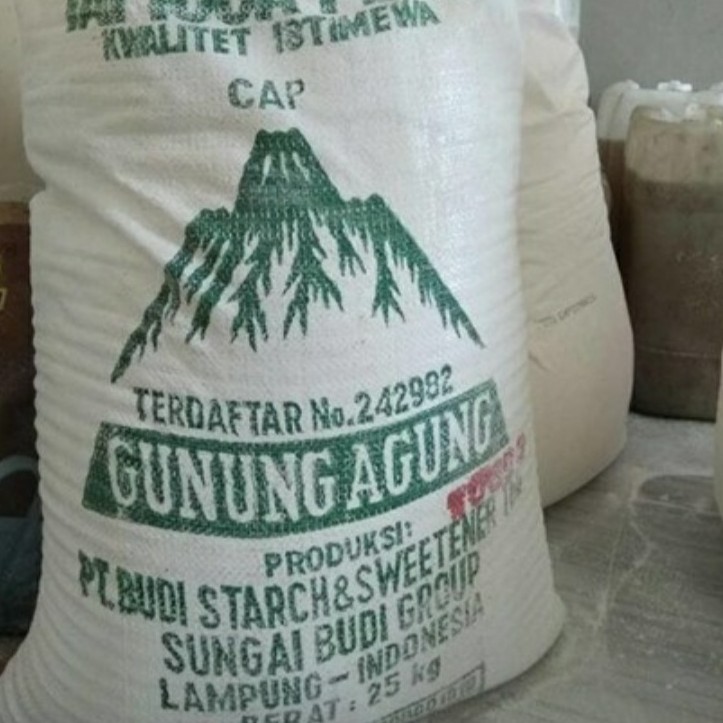 KWALITET ISTIMEWA
CAP
TERDAFTAR No.242982
GUNUNG AGUNG
PRODUKSI:
PT.BUDI STARCH&SWEETENER Tbk
SUNGAI BUDI GROUP
LAMPUNG-INDONESIA
BERAT: 25 kg